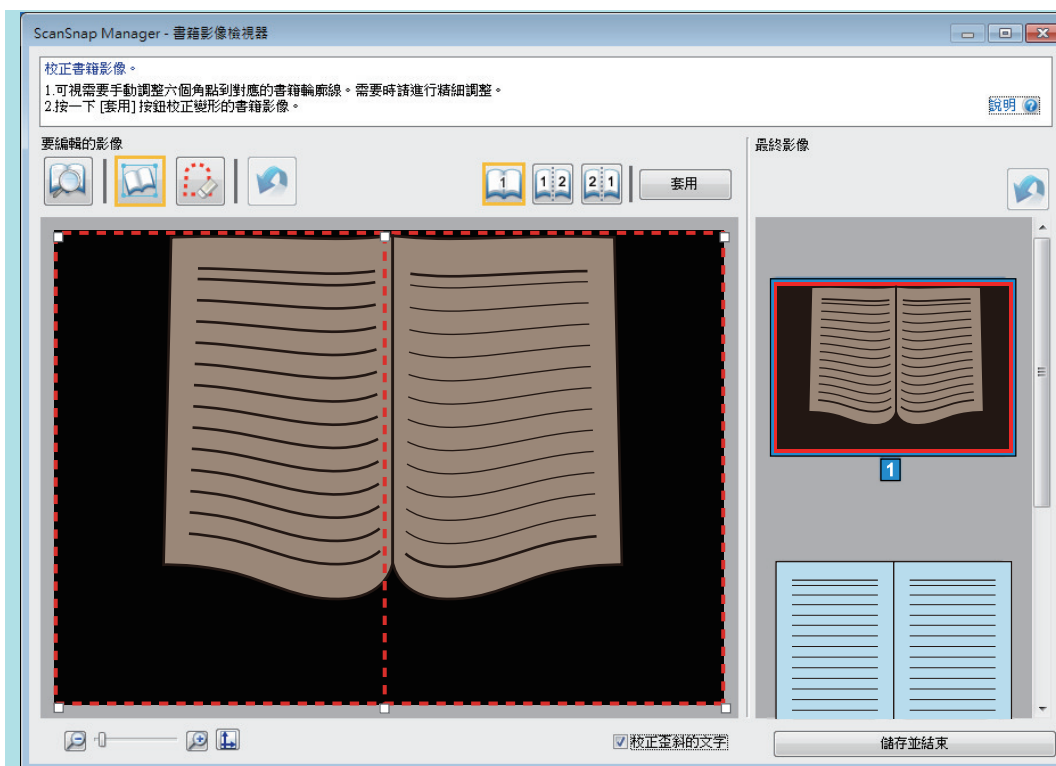 ScanSnap Manager - 書籍影像檢視器
校正書籍影像。
1.可視需要手動調整六個角點到對應的書籍輪廓線。需要時請進行精細調整。
2.按一下 [套用] 按鈕校正變形的書籍影像。
說明
要編輯的影像
最終影像
1
1 2
2 1
套用
1
校正歪斜的文字
儲存並結束